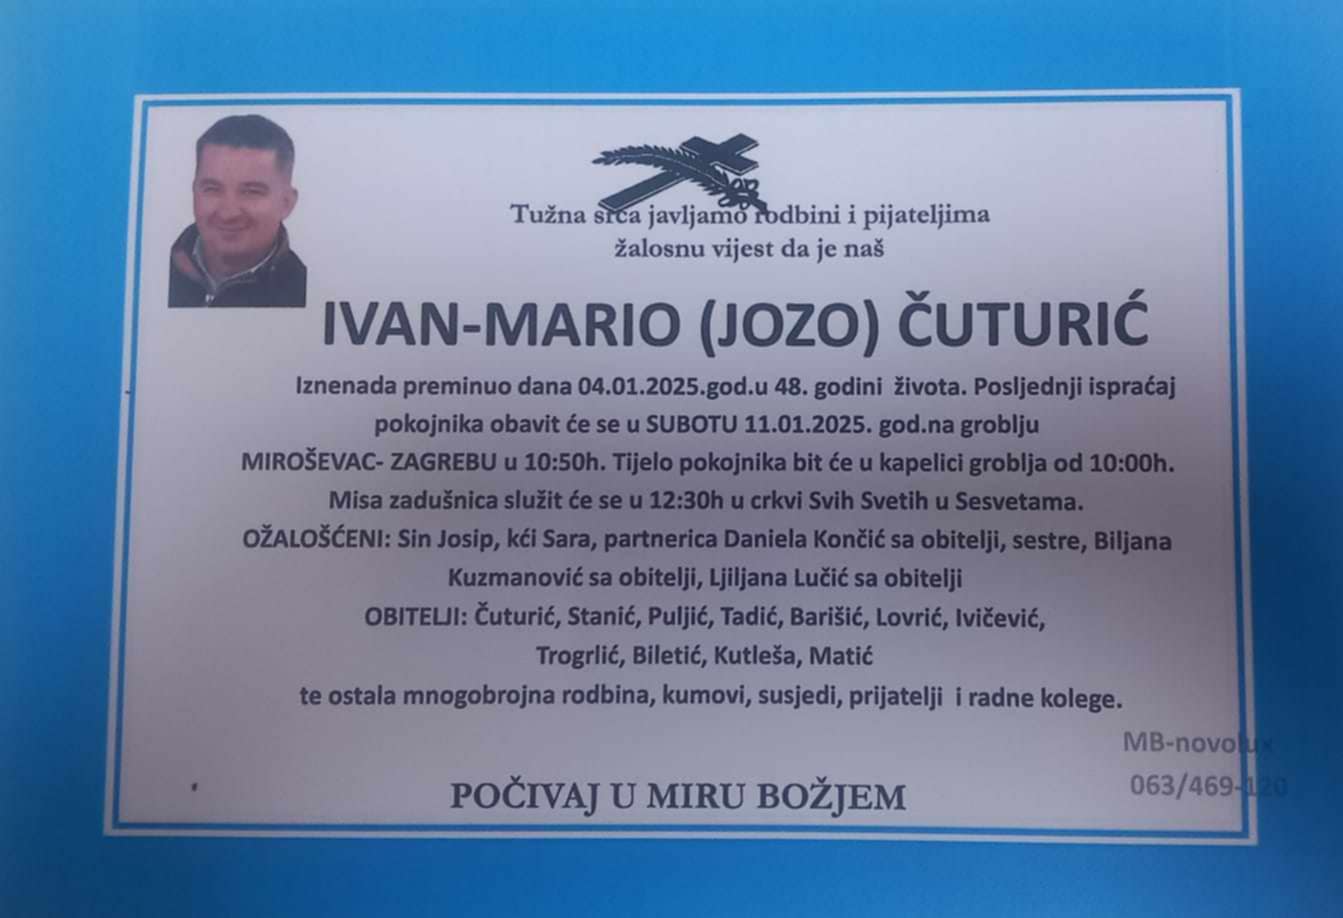 Tužna srca javljamo rodbini i pijateljima
žalosnu vijest da je naš
IVAN-MARIO (JOZO) ČUTURIĆ
Iznenada preminuo dana 04.01.2025.god.u 48. godini života. Posljednji ispraćaj
pokojnika obavit će se u SUBOTU 11.01.2025. god.na groblju
MIROŠEVAC- ZAGREBU u 10:50h. Tijelo pokojnika bit će u kapelici groblja od 10:00h.
Misa zadušnica služit će se u 12:30h u crkvi Svih Svetih u Sesvetama.
OŽALOŠĆENI: Sin Josip, kći Sara, partnerica Daniela Končić sa obitelji, sestre, Biljana
Kuzmanović sa obitelji, Ljiljana Lučić sa obitelji
OBITELJI: Čuturić, Stanić, Puljić, Tadić, Barišić, Lovrić, Ivičević,
Trogrlić, Biletić, Kutleša, Matić
te ostala mnogobrojna rodbina, kumovi, susjedi, prijatelji i radne kolege.
MB-novolux
063/469-120
POČIVAJ U MIRU BOŽJEM